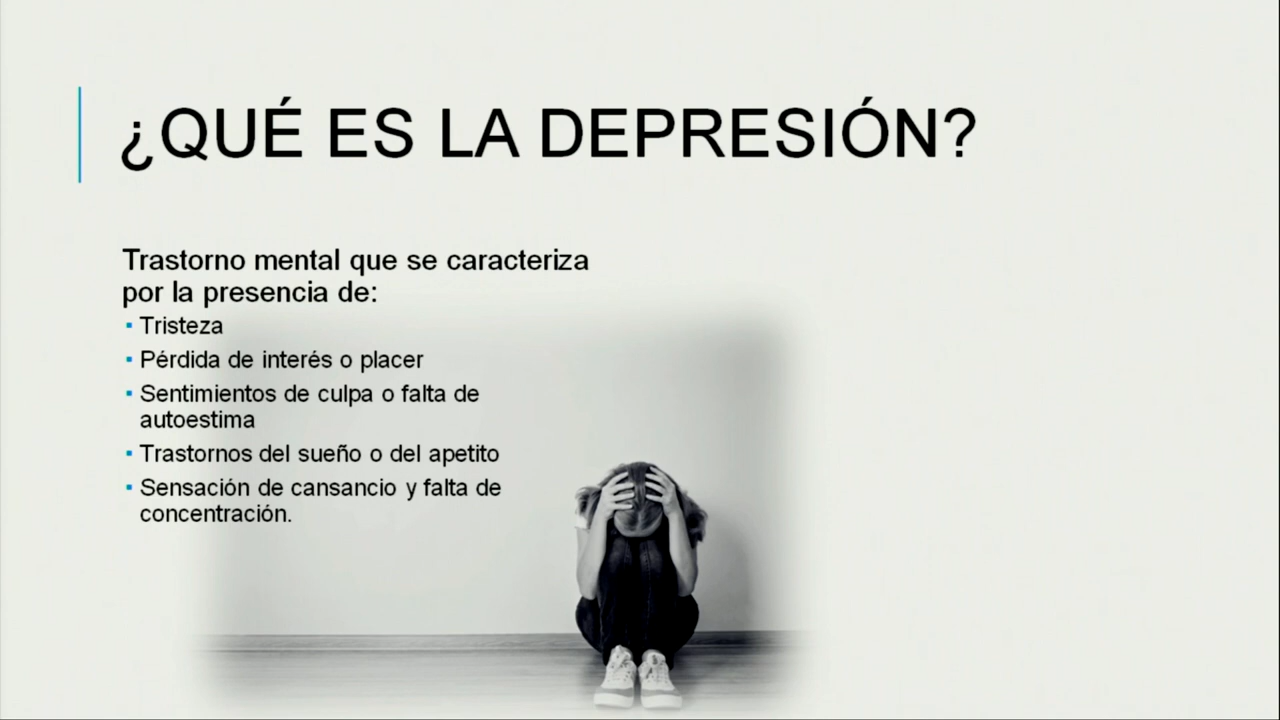 ¿QUÉ ES LA DEPRESIÓN?
Trastorno mental que se caracteriza
por la presencia de:
▪ Tristeza
▪ Pérdida de interés o placer
▪ Sentimientos de culpa o falta de
autoestima
▪ Trastornos del sueño o del apetito
▪ Sensación de cansancio y falta de
concentración.